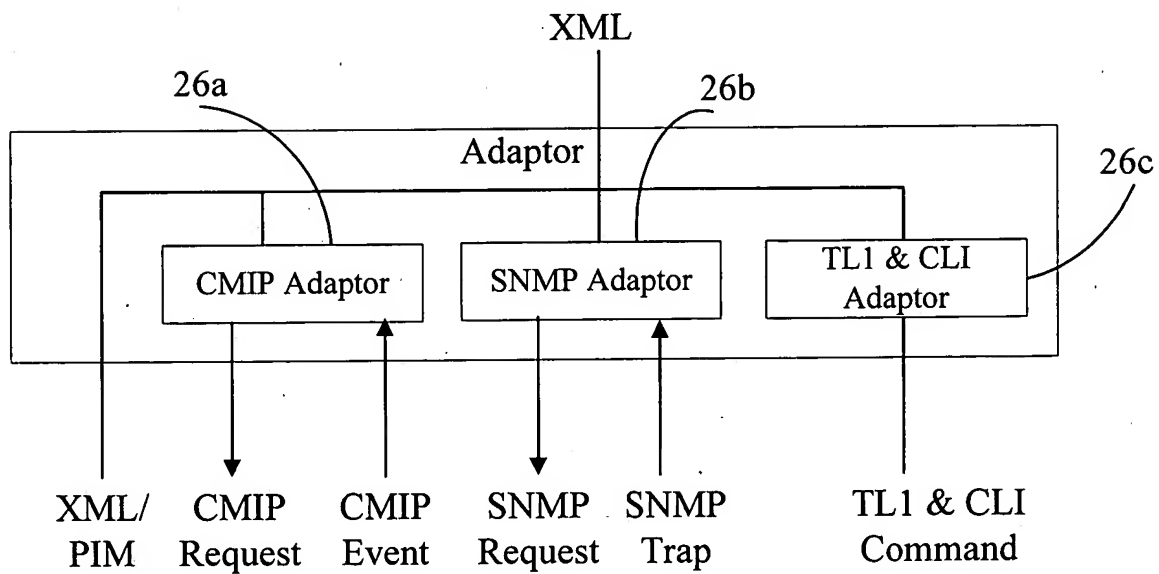 XML
26a
26b
Adaptor
26c
CMIP Adaptor
SNMP Adaptor
TL1 & CLI
Adaptor
XML/
PIM
CMIP
Request
CMIP
Event
SNMP
Request
SNMP
Trap
TL1 & CLI
Command